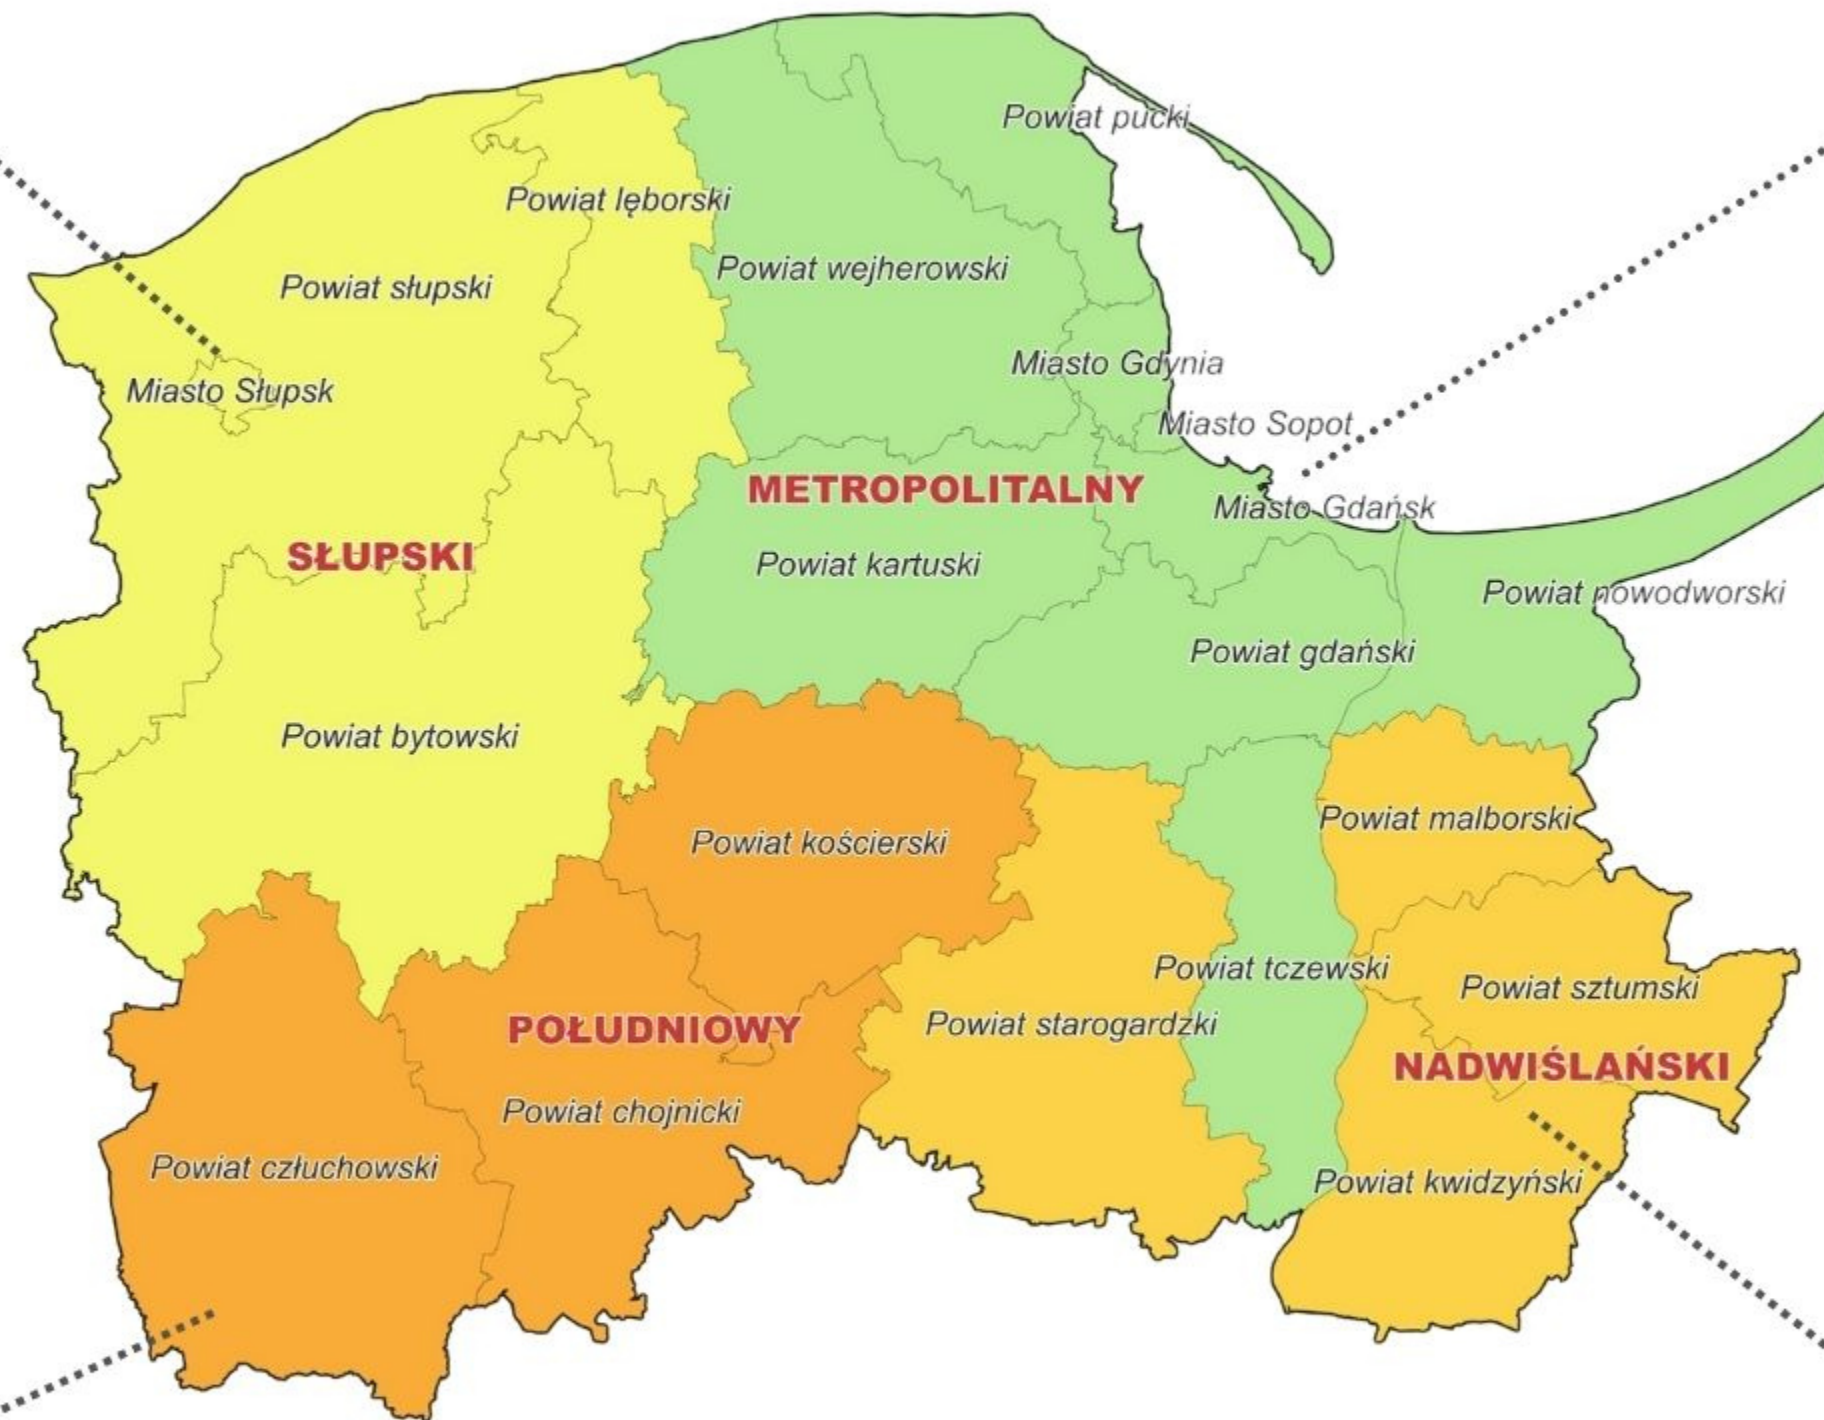 Powiat pucki
Powiat lęborski
Powiat wejherowski
Powiat słupski
Miasto Gdynia
Miasto Słupsk
Miasto Sopot
METROPOLITALNY
Miasto Gdańsk
SŁUPSKI
Powiat kartuski
Powiat nowodworski
Powiat gdański
Powiat bytowski
Powiat malborski
Powiat kościerski
Powiat tczewski
Powiat sztumski
Powiat starogardzki
POŁUDNIOWY
NADWIŚLAŃSKI
Powiat chojnicki
Powiat człuchowski
Powiat kwidzyński